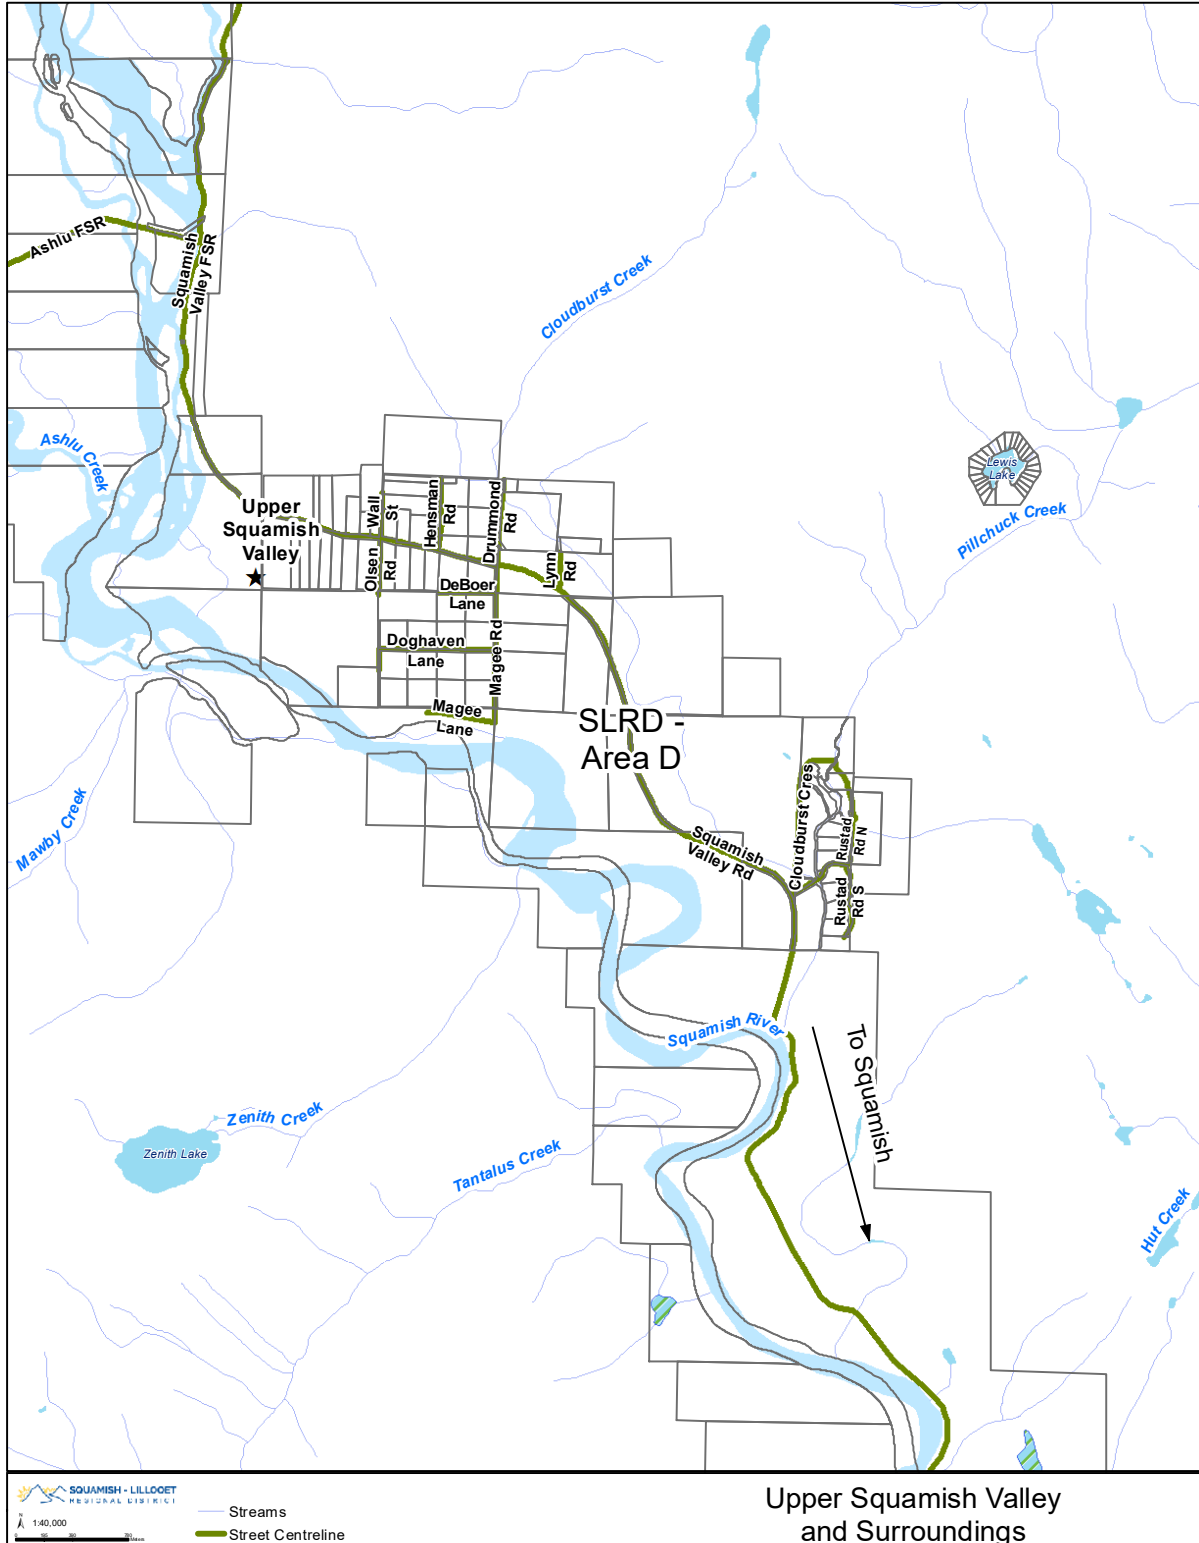 Ashlu FSR
Squamish
Valley FSR
Cloudburst Creek
Ashlu Creek
Lewis
Lake
Pillchuck Creek
Upper
Squamish
Valley
Wall
St
Hensman
Rd
Drummond
Rd
Olsen
Rd
Lynn
Rd
DeBoer
Lane
Doghaven
Lane
Magee Rd
Magee
Lane
SLRD -
Area D
Mawby Creek
Cloudburst Cres
Rustad
Rd N
Squamish
Valley Rd
Rustad
Rd S
Squamish River
To Squamish
Zenith Creek
Zenith Lake
Tantalus Creek
Hut Creek
SQUAMISH - LILLOOET
REGIONAL DISTRICT
N
1:40,000
Streams
Street Centreline
Upper Squamish Valley
and Surroundings